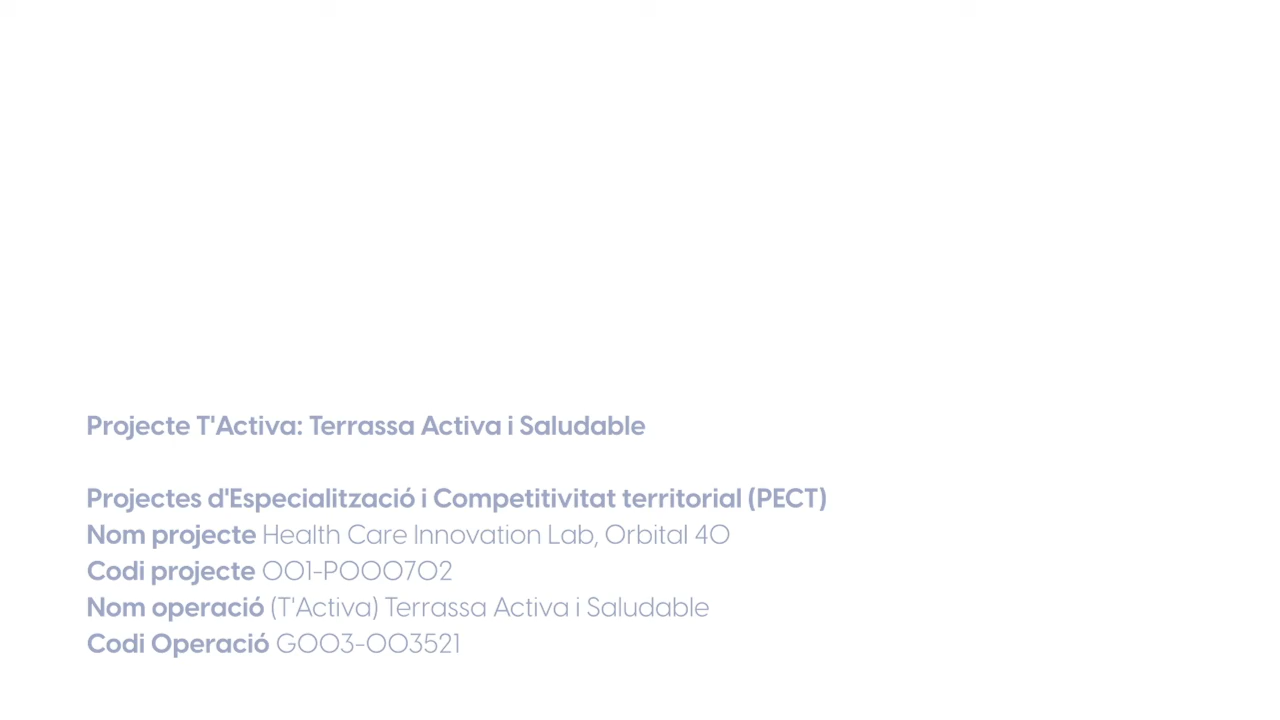 Projecte T'Activa: Terrassa Activa i Saludable
Projectes d'Especialització i Competitivitat territorial (PECT)
Nom projecte Health Care Innovation Lab, Orbital 40
Codi projecte 001-P000702
Nom operació (T'Activa) Terrassa Activa i Saludable
Codi Operació G003-003521